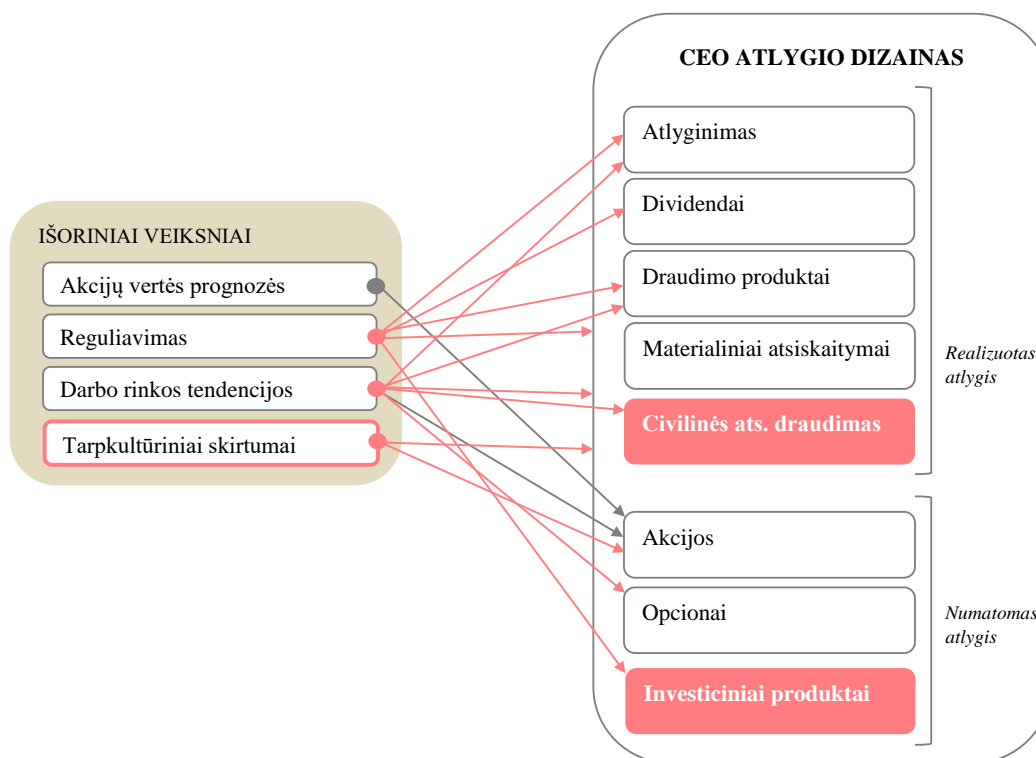 CEO ATLYGIO DIZAINAS
Atlyginimas
Dividendai
Draudimo produktai
Materialiniai atsiskaitymai
Civilinės ats. draudimas
Realizuotas
atlygis
Akcijos
Opcionai
Investiciniai produktai
Numatomas
atlygis
IŠORINIAI VEIKSNIAI
Akcijų vertės prognozės
Reguliavimas
Darbo rinkos tendencijos
Tarpkultūriniai skirtumai